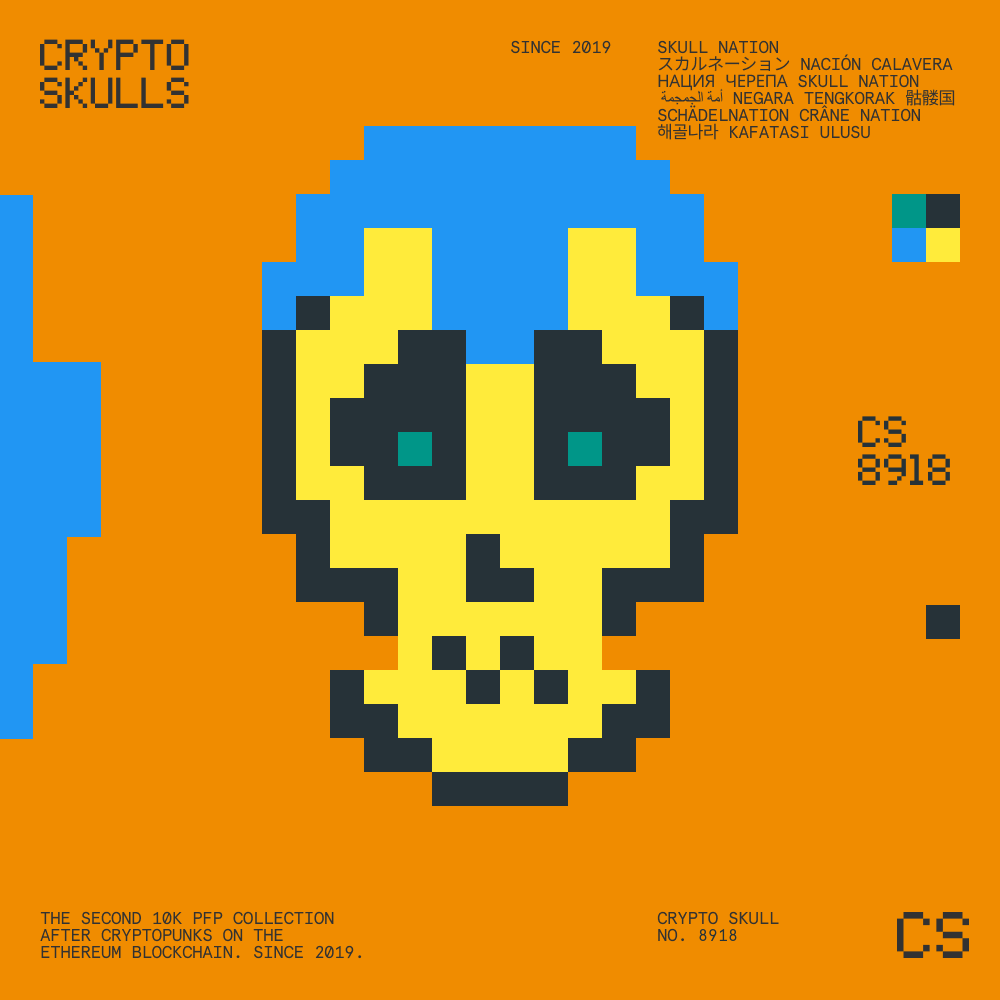 CRYPTO
SKULLS
SINCE 2019
SKULL NATION
スカルネーション NACIÓN CALAVERA
НАЦИЯ ЧЕРЕПА SKULL NATION
أمة الجمجمة NEGARA TENGKORAK 骷髅国
SCHÄDELNATION CRÂNE NATION
해골나라 KAFATASI ULUSU
CS
8918
THE SECOND 10K PFP COLLECTION
AFTER CRYPTOPUNKS ON THE
ETHEREUM BLOCKCHAIN. SINCE 2019.
CRYPTO SKULL
NO. 8918
CS